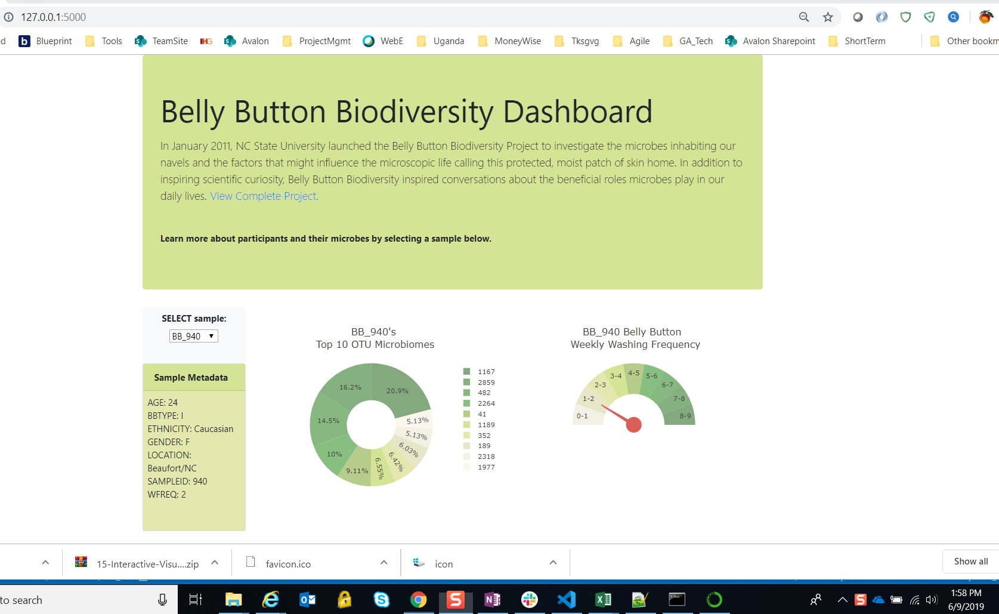 127.0.0.1:5000
d
b Blueprint
Tools
TeamSite
IHG
Avalon
ProjectMgmt
WebE
Uganda
MoneyWise
Tksgvg
Agile
GA_Tech
Avalon Sharepoint
ShortTerm
Other bookm
Belly Button Biodiversity Dashboard
In January 2011, NC State University launched the Belly Button Biodiversity Project to investigate the microbes inhabiting our
navels and the factors that might influence the microscopic life calling this protected, moist patch of skin home. In addition to
inspiring scientific curiosity, Belly Button Biodiversity inspired conversations about the beneficial roles microbes play in our
daily lives. View Complete Project.
Learn more about participants and their microbes by selecting a sample below.
SELECT sample:
BB_940
Sample Metadata
AGE: 24
BBTYPE: I
ETHNICITY: Caucasian
GENDER: F
LOCATION:
Beaufort/NC
SAMPLEID: 940
WFREQ: 2
BB_940's
Top 10 OTU Microbiomes
20.9%
16.2%
14.5%
10%
9.11%
6.55%
6.42%
6.03%
5.13%
5.13%
1167
2859
482
2264
41
1189
352
189
2318
1977
BB_940 Belly Button
Weekly Washing Frequency
0-1
1-2
2-3
3-4
4-5
5-6
6-7
7-8
8-9
15-Interactive-Visu....zip
favicon.ico
icon
Show all
to search
1:58 PM
6/9/2019